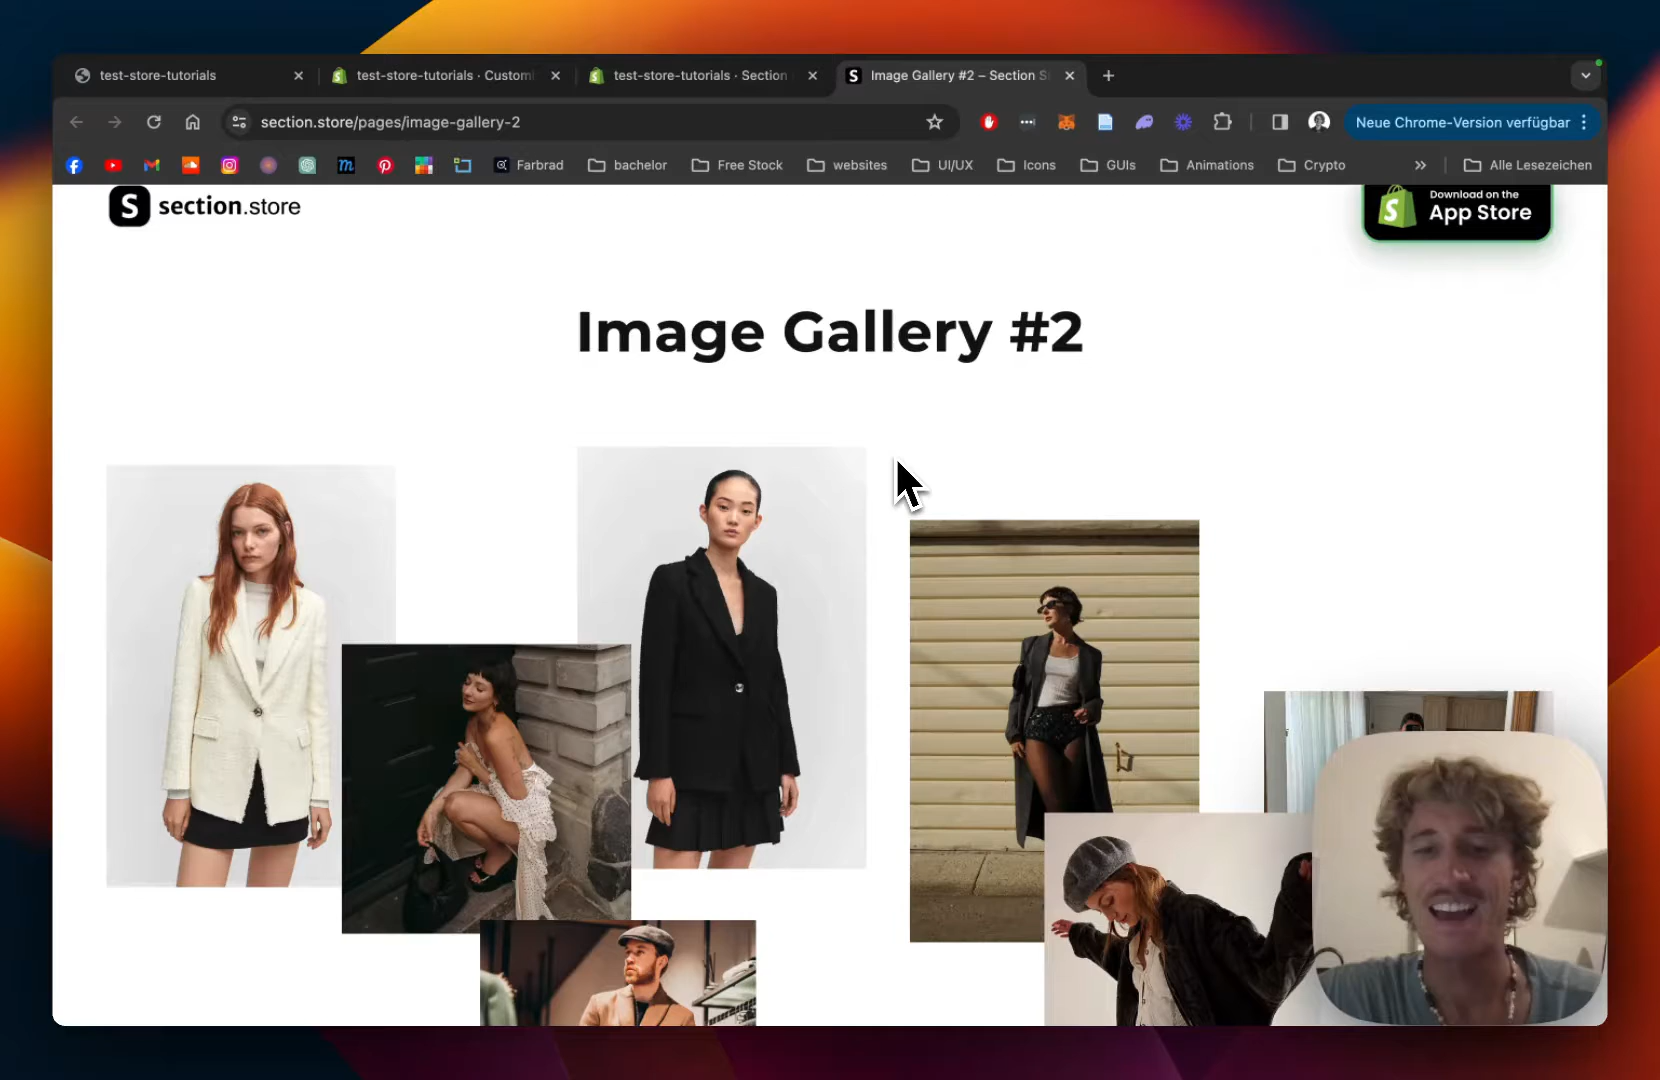 test-store-tutorials
test-store-tutorials · Customi
test-store-tutorials · Section
Image Gallery #2 – Section S
section.store/pages/image-gallery-2
Neue Chrome-Version verfügbar
Farbrad
bachelor
Free Stock
websites
UI/UX
Icons
GUIs
Animations
Crypto
Alle Lesezeichen
S section.store
Download on the
App Store
Image Gallery #2